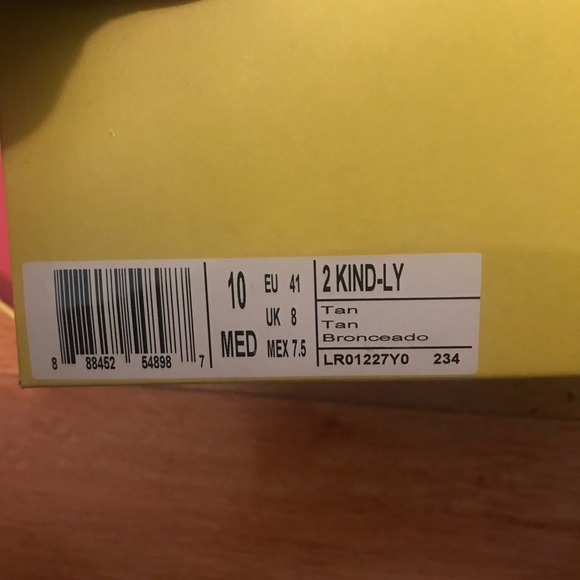 8 88452 54898 7
10
MED
EU 41
UK 8
MEX 7.5
2 KIND-LY
Tan
Tan
Bronceado
LR01227Y0 234